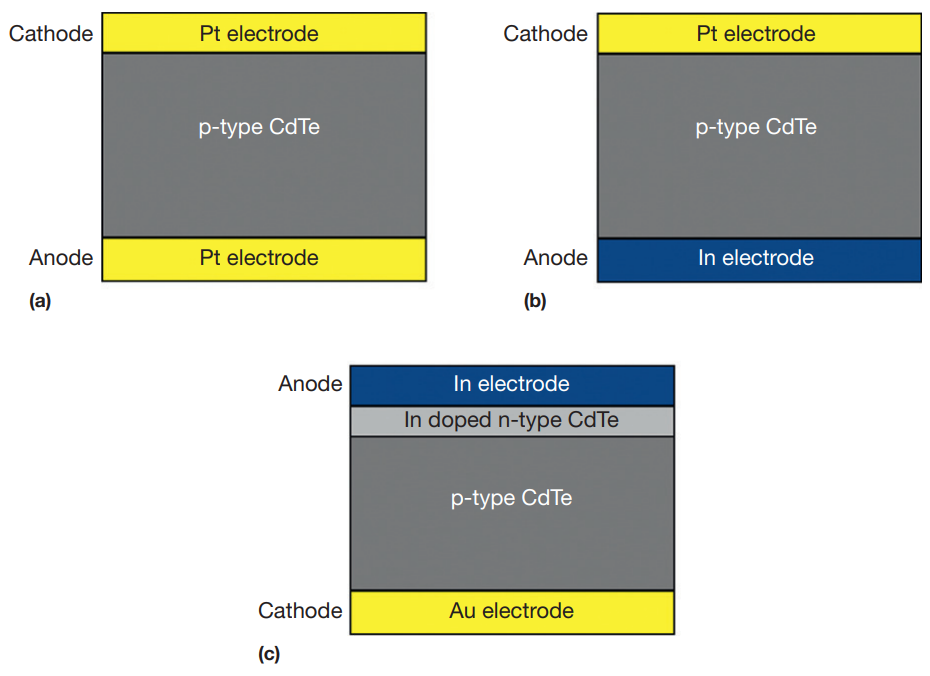 Cathode
Pt electrode
p-type CdTe
Anode
Pt electrode
(a)
Cathode
Pt electrode
p-type CdTe
Anode
In electrode
(b)
Anode
In electrode
In doped n-type CdTe
p-type CdTe
Cathode
Au electrode
(c)